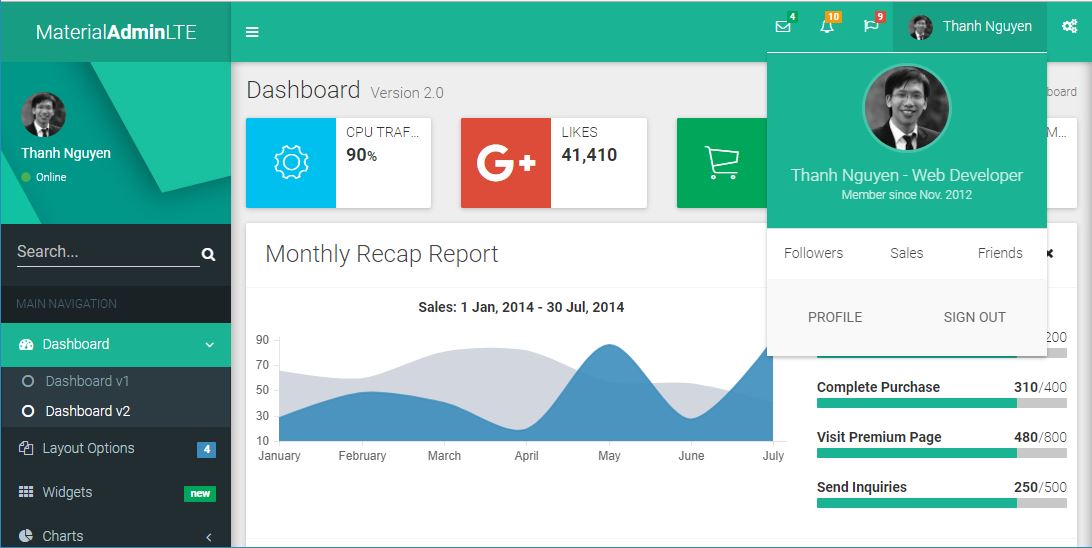 MaterialAdminLTE
4
10
9
Thanh Nguyen
Thanh Nguyen
Online
Search...
MAIN NAVIGATION
Dashboard
Dashboard v1
Dashboard v2
Layout Options
4
Widgets
new
Charts
Dashboard Version 2.0
board
CPU TRAF...
90%
LIKES
41,410
M...
Thanh Nguyen - Web Developer
Member since Nov. 2012
Followers Sales Friends
PROFILE SIGN OUT
Monthly Recap Report
Sales: 1 Jan, 2014 - 30 Jul, 2014
90
70
50
30
10
January February March April May June July
200
Complete Purchase 310/400
Visit Premium Page 480/800
Send Inquiries 250/500